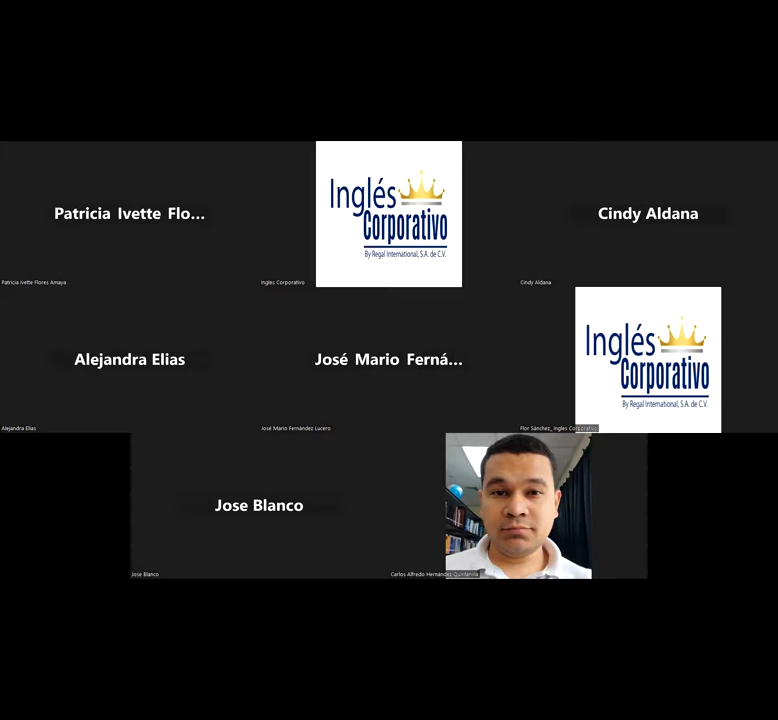 Patricia Ivette Flo...
Patricia Ivette Flores Amaya
Inglés
Corporativo
By Regal International, S.A. de C.V.
Ingles Corporativo
Cindy Aldana
Cindy Aldana
Alejandra Elias
Alejandra Elias
José Mario Ferná...
José Mario Fernández Lucero
Inglés
Corporativo
By Regal International, S.A. de C.V.
Flor Sánchez_ Ingles Corporativo
Jose Blanco
Jose Blanco
Carlos Alfredo Hernández Quintanilla